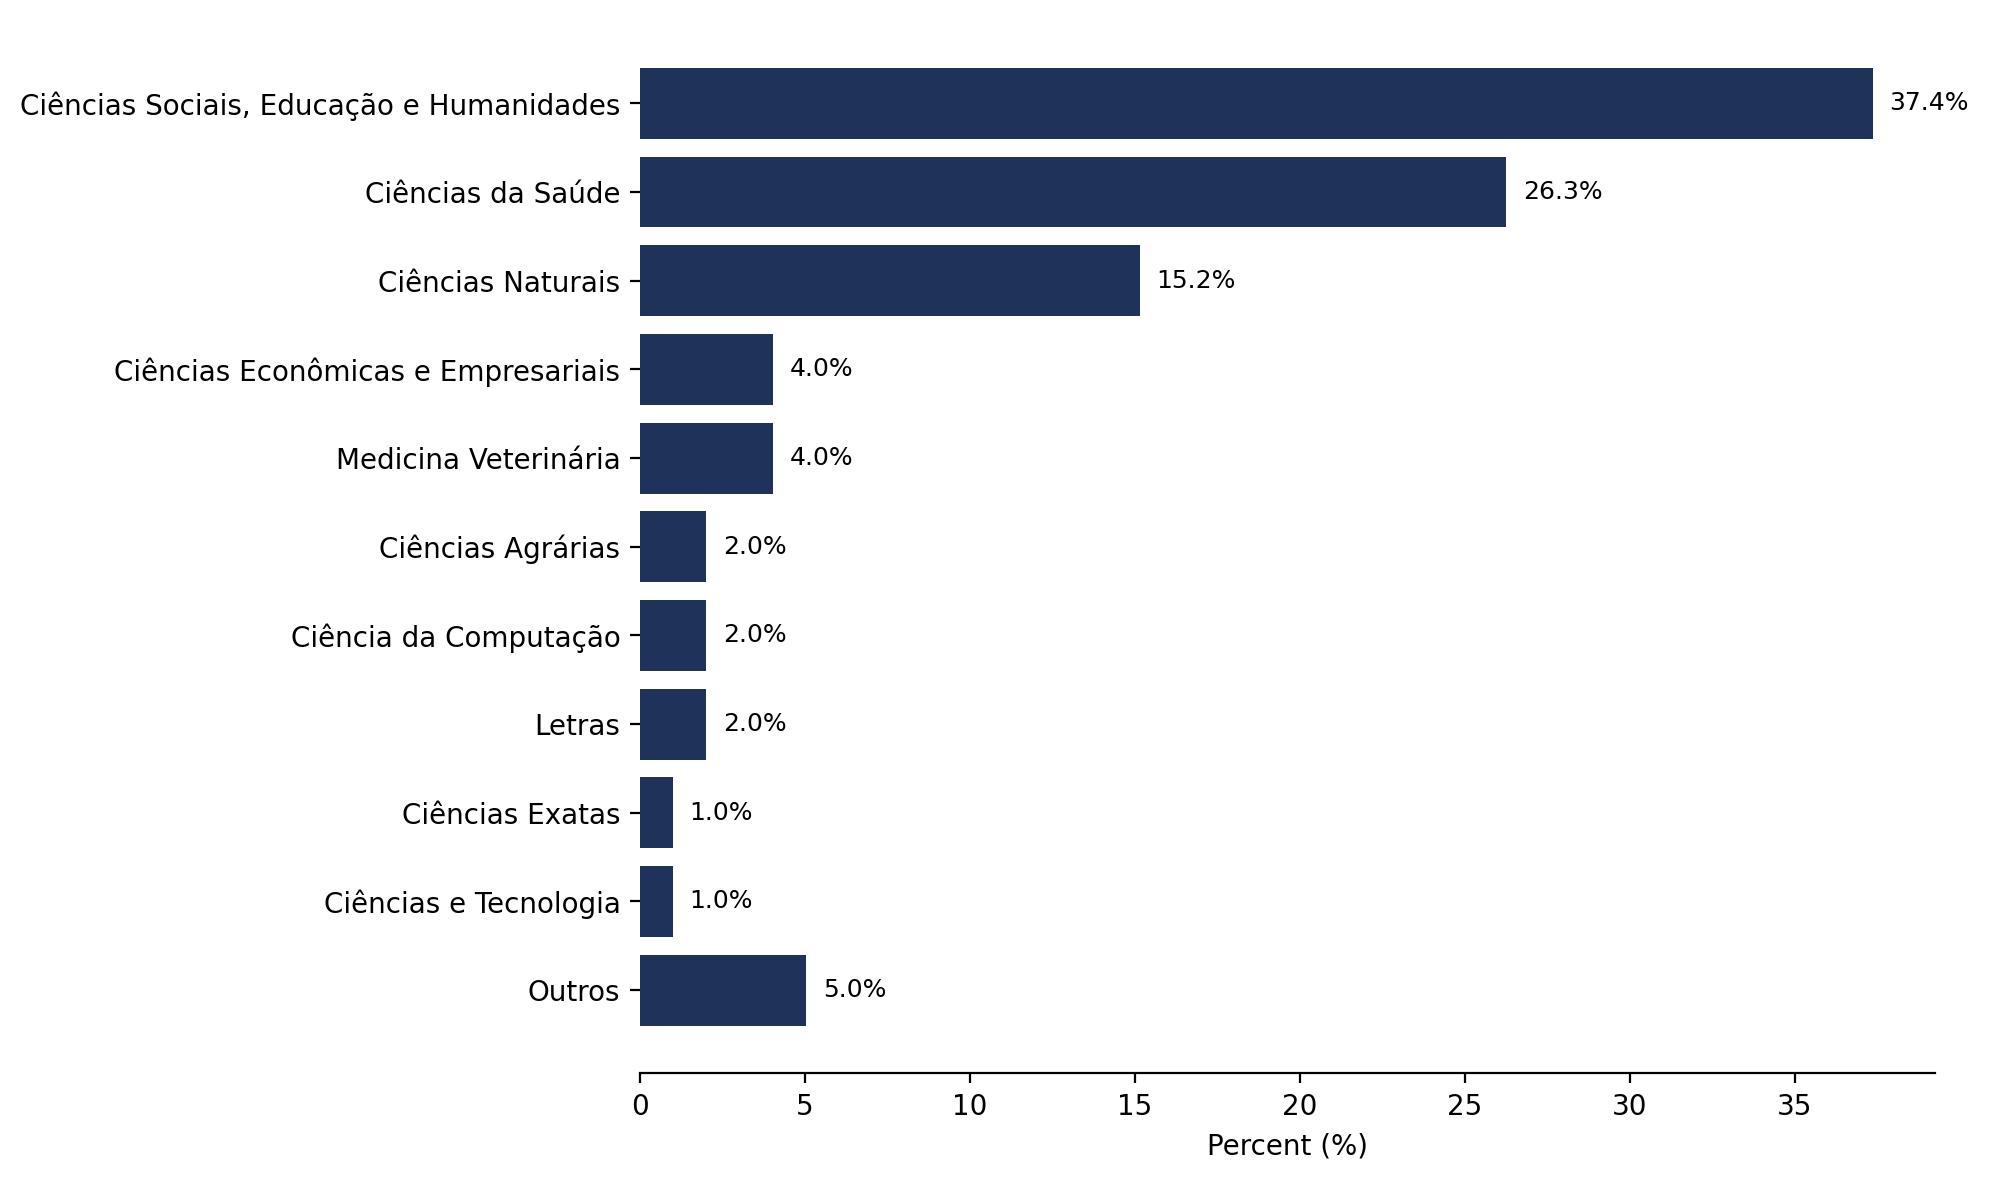 Ciências Sociais, Educação e Humanidades 37.4%
Ciências da Saúde 26.3%
Ciências Naturais 15.2%
Ciências Econômicas e Empresariais 4.0%
Medicina Veterinária 4.0%
Ciências Agrárias 2.0%
Ciência da Computação 2.0%
Letras 2.0%
Ciências Exatas 1.0%
Ciências e Tecnologia 1.0%
Outros 5.0%
0 5 10 15 20 25 30 35
Percent (%)